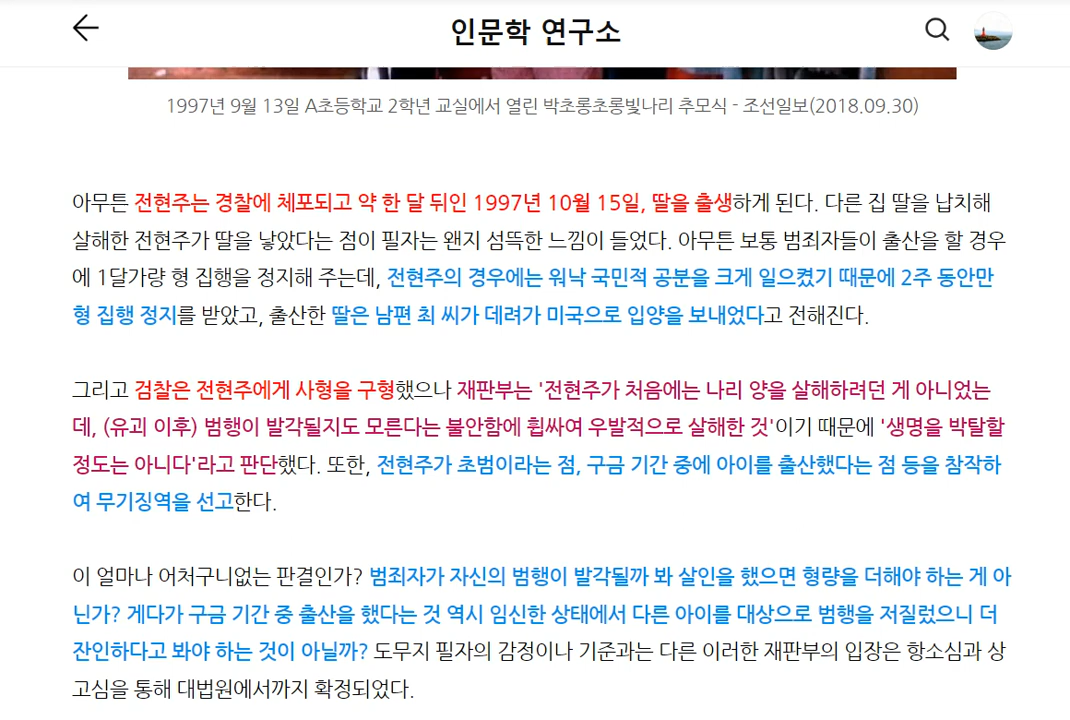 인문학 연구소
1997년 9월 13일 A초등학교 2학년 교실에서 열린 박초롱초롱빛나리 추모식 - 조선일보(2018.09.30)
아무튼 전현주는 경찰에 체포되고 약 한 달 뒤인 1997년 10월 15일, 딸을 출생하게 된다. 다른 집 딸을 납치해
살해한 전현주가 딸을 낳았다는 점이 필자는 왠지 섬뜩한 느낌이 들었다. 아무튼 보통 범죄자들이 출산을 할 경우
에 1달가량 형 집행을 정지해 주는데, 전현주의 경우에는 워낙 국민적 공분을 크게 일으켰기 때문에 2주 동안만
형 집행 정지를 받았고, 출산한 딸은 남편 최 씨가 데려가 미국으로 입양을 보내었다고 전해진다.
그리고 검찰은 전현주에게 사형을 구형했으나 재판부는 '전현주가 처음에는 나리 양을 살해하려던 게 아니었는
데, (유괴 이후) 범행이 발각될지도 모른다는 불안함에 휩싸여 우발적으로 살해한 것'이기 때문에 '생명을 박탈할
정도는 아니다'라고 판단했다. 또한, 전현주가 초범이라는 점, 구금 기간 중에 아이를 출산했다는 점 등을 참작하
여 무기징역을 선고한다.
이 얼마나 어처구니없는 판결인가? 범죄자가 자신의 범행이 발각될까 봐 살인을 했으면 형량을 더해야 하는 게 아
닌가? 게다가 구금 기간 중 출산을 했다는 것 역시 임신한 상태에서 다른 아이를 대상으로 범행을 저질렀으니 더
잔인하다고 봐야 하는 것이 아닐까? 도무지 필자의 감정이나 기준과는 다른 이러한 재판부의 입장은 항소심과 상
고심을 통해 대법원에서까지 확정되었다.